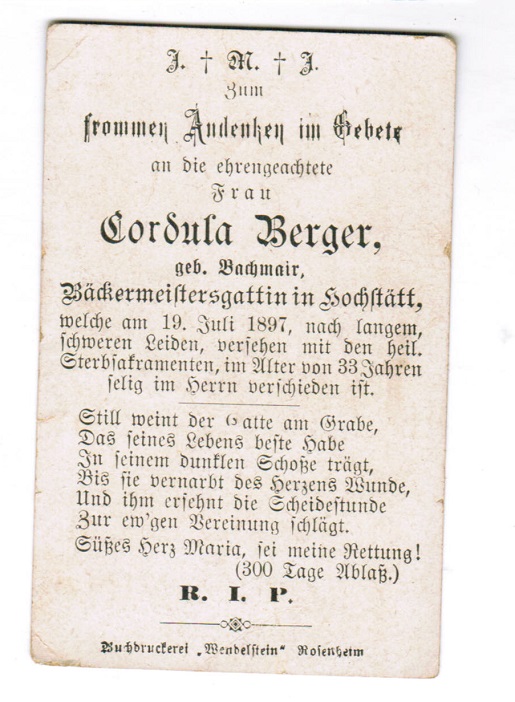 J. † M. † J.
Zum
frommen Andenken im Gebete
an die ehrengeachtete
Frau
Cordula Berger,
geb. Bachmair,
Bäckermeistersgattin in Hochstätt,
welche am 19. Juli 1897, nach langem,
schweren Leiden, versehen mit den heil.
Sterbsakramenten, im Alter von 33 Jahren
selig im Herrn verschieden ist.
Still weint der Gatte am Grabe,
Das seines Lebens beste Habe
In seinem dunklen Schoße trägt,
Bis sie vernarbt des Herzens Wunde,
Und ihm ersehnt die Scheidestunde
Zur ew'gen Vereinung schlägt.
Süßes Herz Maria, sei meine Rettung!
(300 Tage Ablaß.)
R. I. P.
Buchdruckerei „Wendelstein“ Rosenheim